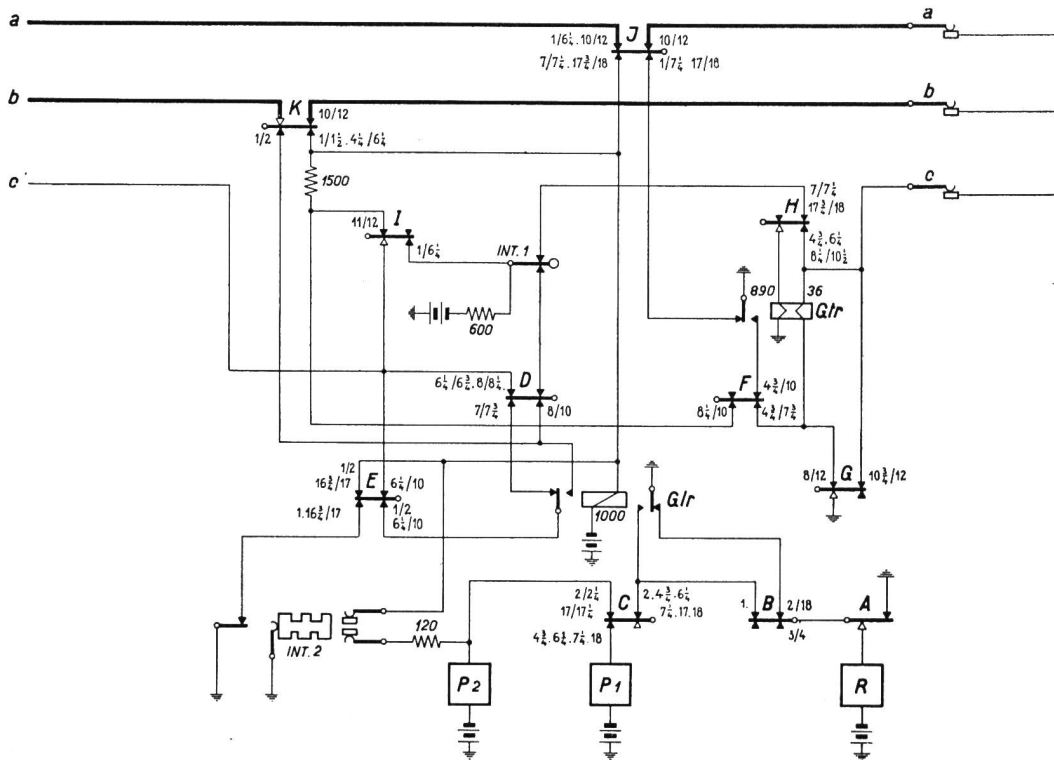 a
1/6¼.10/12
J
10/12
a
7/7¼.17¾/18
1/7¼ 17/18
b
K
10/12
b
1/2
1/1½.4¼/6¼
c
1500
7/7¼
17¾/18
H
c
11/12
I
1/6¼
INT.1
4¾.6¼
8¼/10½
890
36
Glr
600
6¼/6¾.8/8¼.
D
7/7¾
8/10
F
4¾/10
8¼/10
4¾/7¾
1/2
16¾/17
E
6¼/10
8/12
G
10¾/12
1.16¾/17
1/2
6¼/10
1000
Glr
2/2¼
17/17¼
C
2.4¾.6¼
7¼.17.18
1.
B
2/18
A
4¾.6¾.7¼.18
3/4
INT.2
120
P2
P1
R